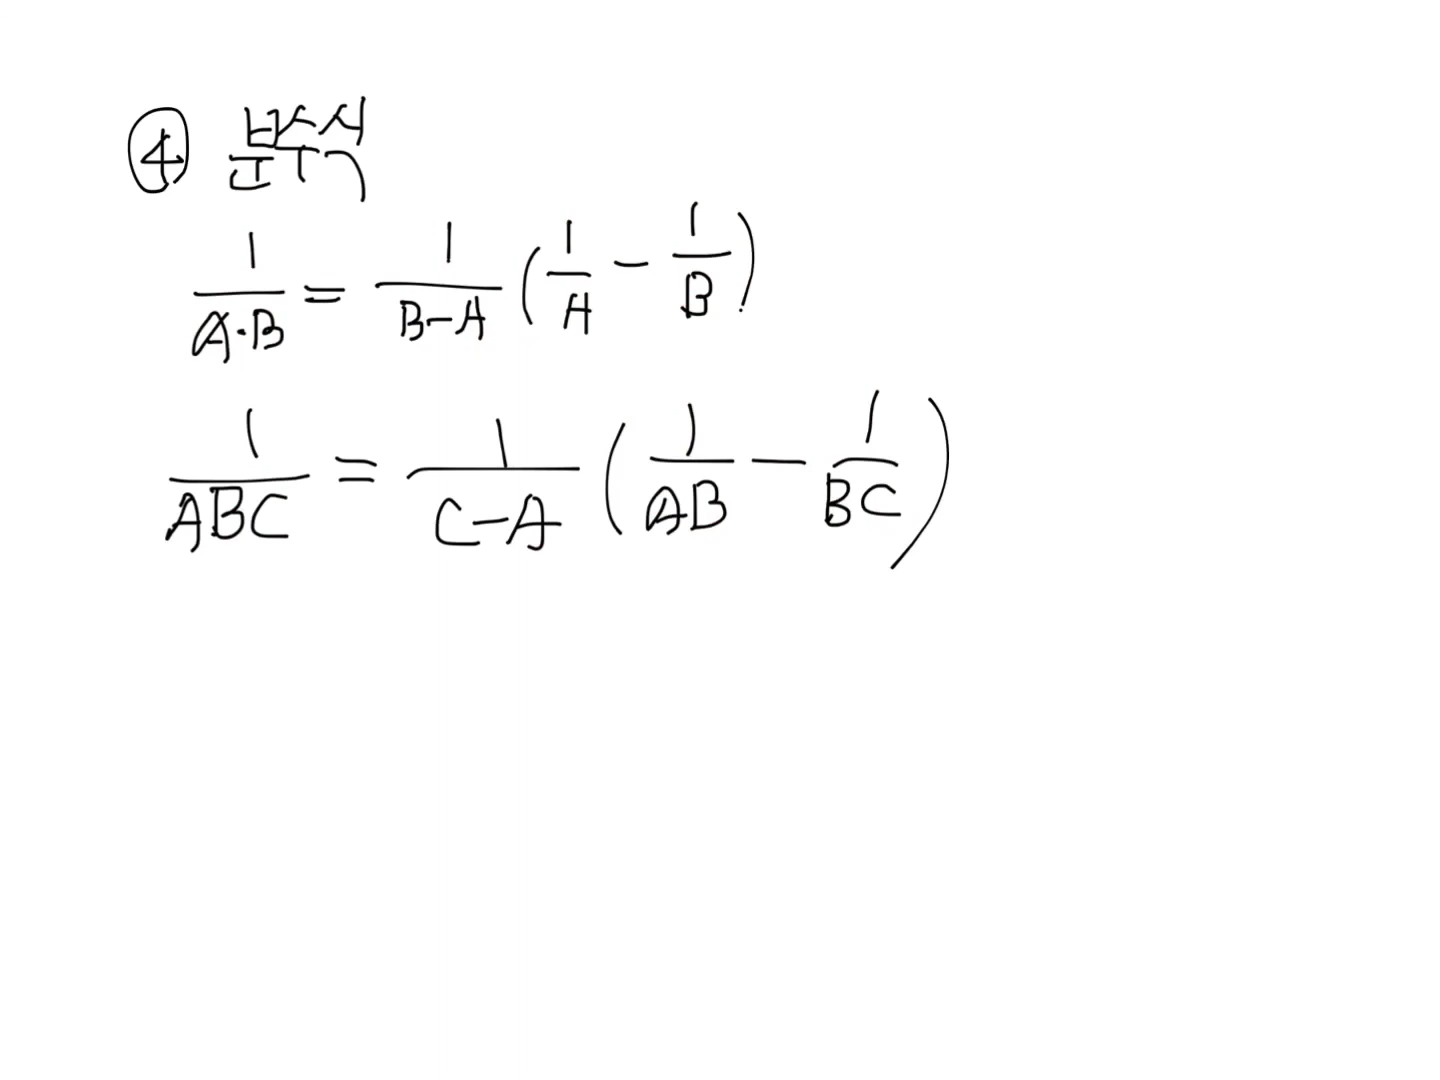 ④ 분수식
1/(A·B) = 1/(B-A) (1/A - 1/B)
1/(ABC) = 1/(C-A) (1/(AB) - 1/(BC))